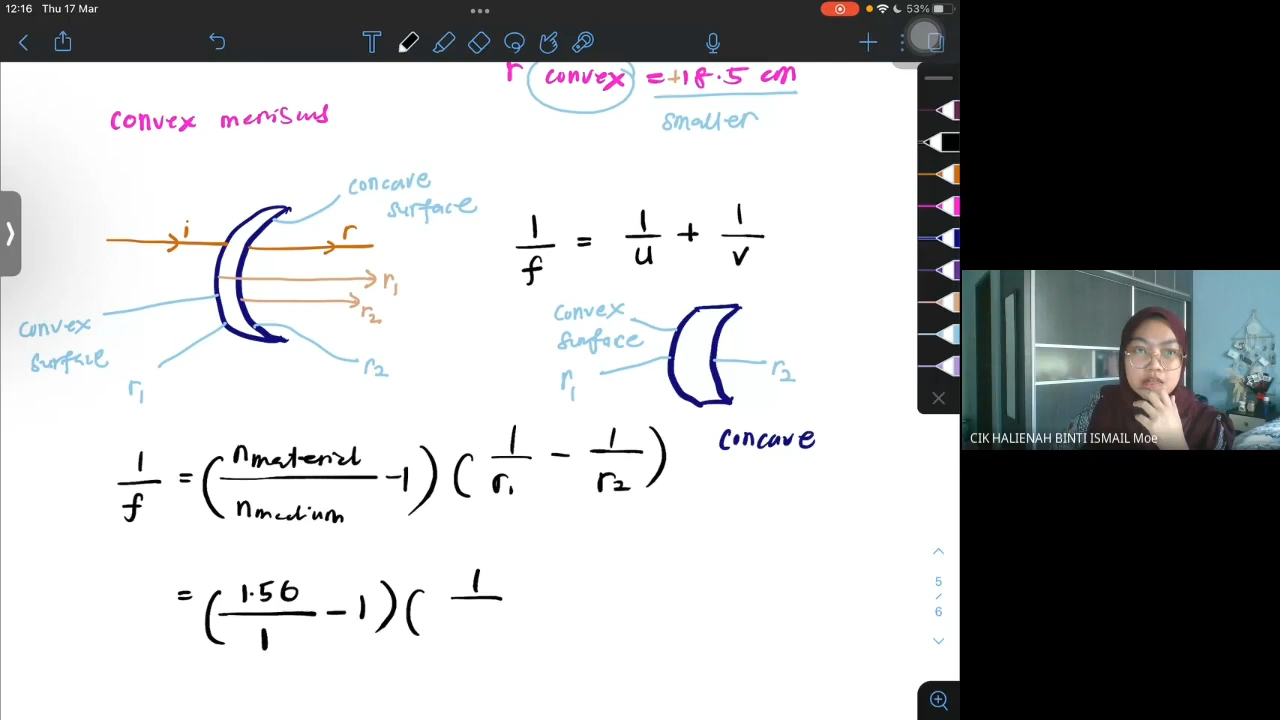 12:16 Thu 17 Mar
53%
T
r convex = +18.5 cm
smaller
convex meniscus
concave
surface
i
r
r1
r2
convex
surface
r1
r2
1/f = 1/u + 1/v
convex
surface
r1
r2
concave
1/f = (nmaterial/nmedium - 1)(1/r1 - 1/r2)
= (1.56/1 - 1)(1/
5
/
6
CIK HALIENAH BINTI ISMAIL Moe